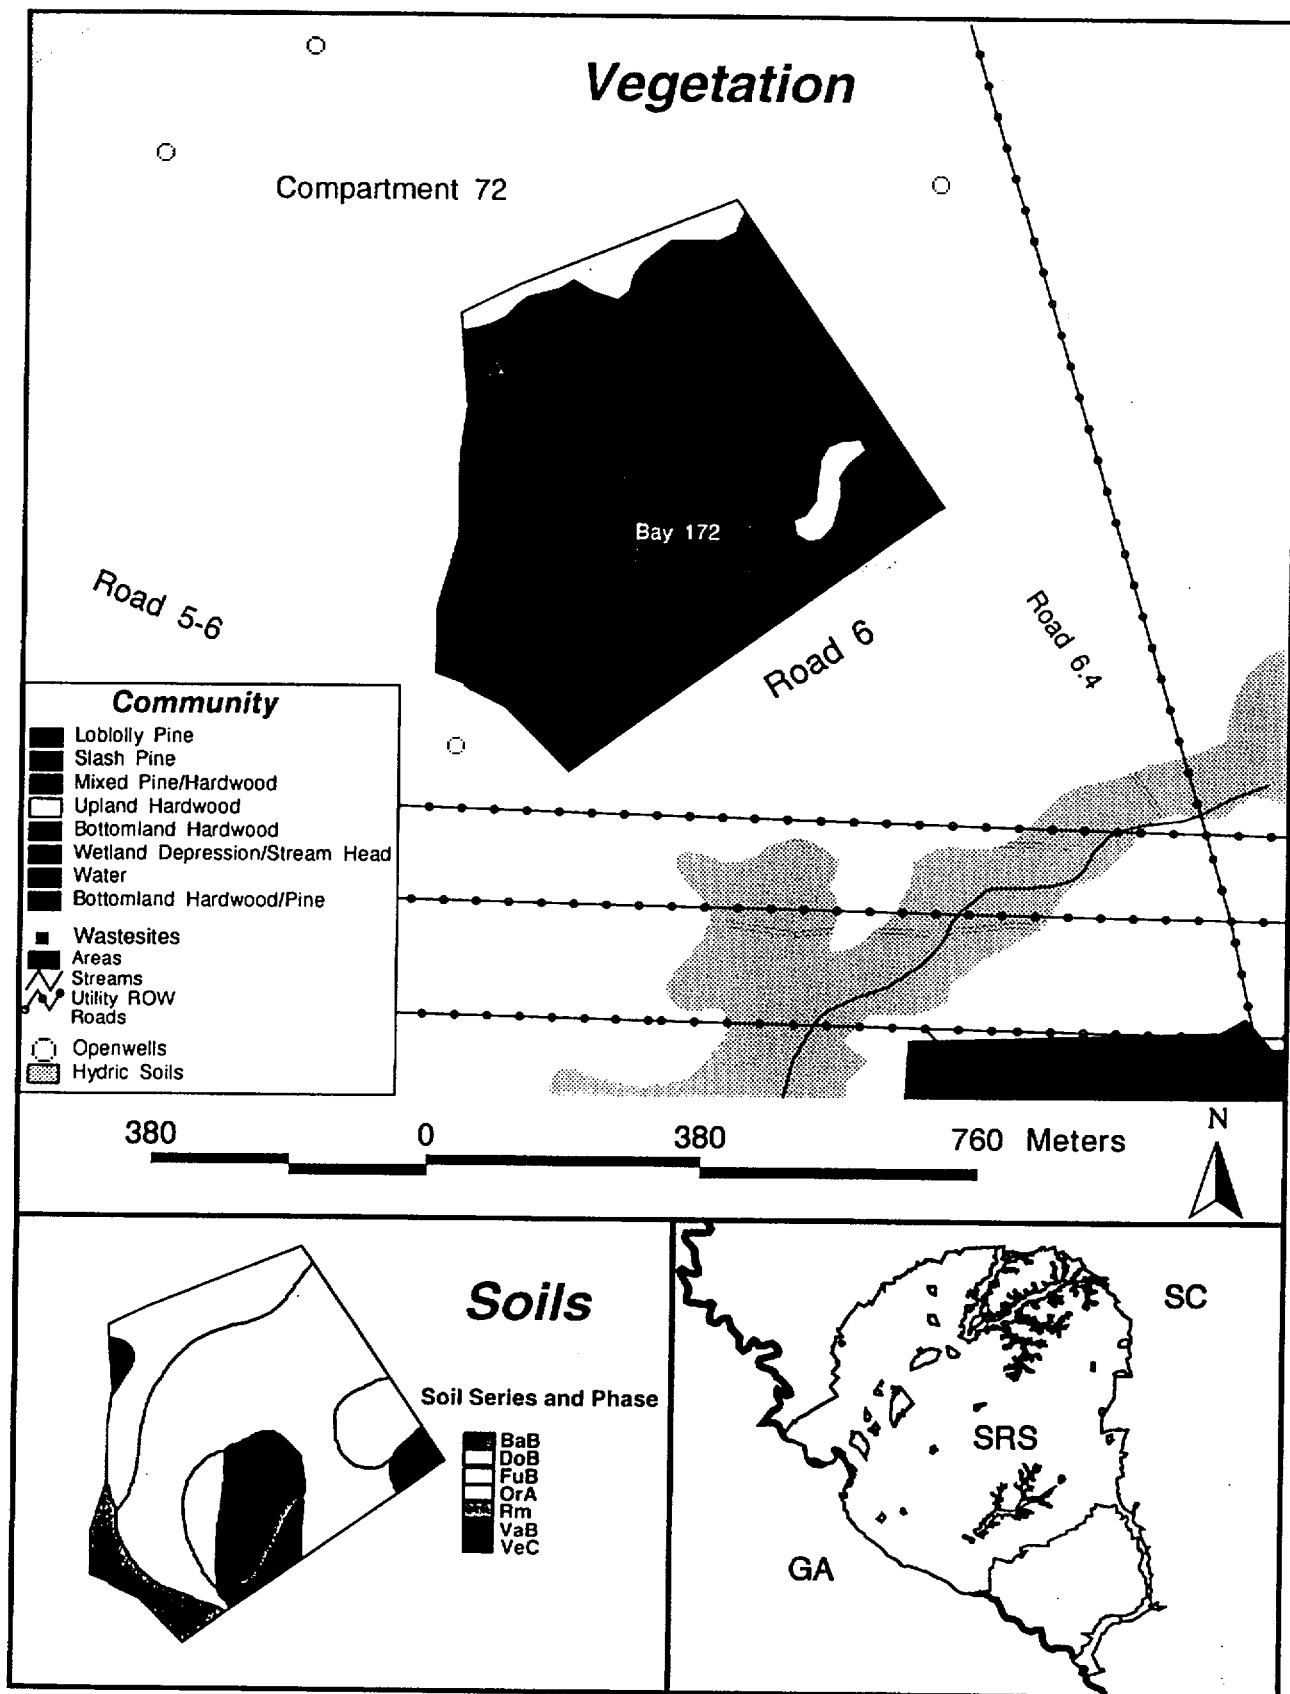 Vegetation
Compartment 72
Bay 172
Road 5-6
Road 6
Road 6.4
Community
Loblolly Pine
Slash Pine
Mixed Pine/Hardwood
Upland Hardwood
Bottomland Hardwood
Wetland Depression/Stream Head
Water
Bottomland Hardwood/Pine
Wastesites
Areas
Streams
Utility ROW
Roads
Openwells
Hydric Soils
380 0 380 760 Meters
N
Soils
Soil Series and Phase
BaB
DoB
FuB
OrA
Rm
VaB
VeC
SC
SRS
GA